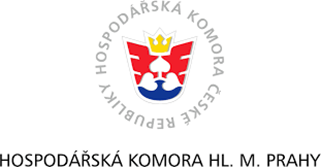 HOSPODÁŘSKÁ KOMORA ČESKÉ REPUBLIKY
HOSPODÁŘSKÁ KOMORA HL. M. PRAHY